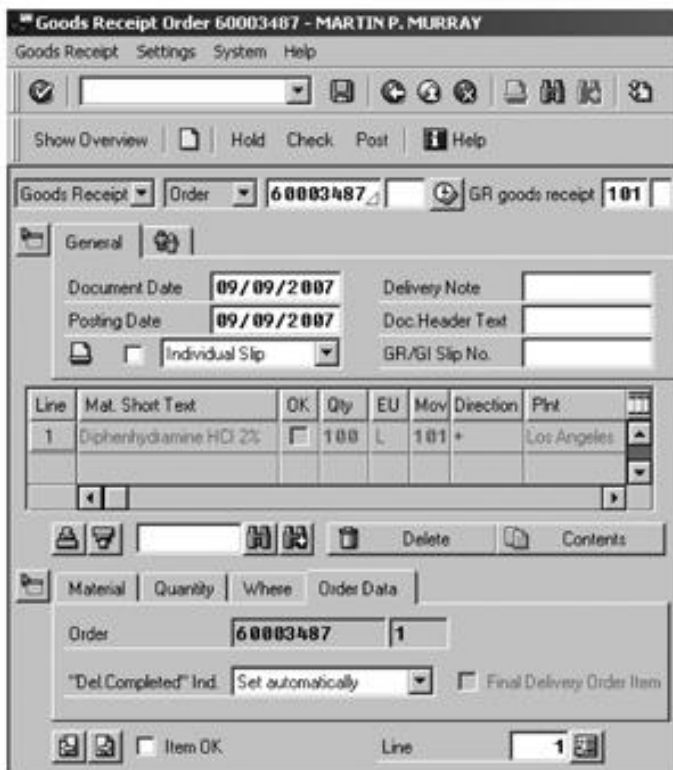 Goods Receipt Order 60003487 - MARTIN P. MURRAY
Goods Receipt Settings System Help
Show Overview Hold Check Post Help
Goods Receipt Order 60003487 GR goods receipt 101
General
Document Date 09/09/2007 Delivery Note
Posting Date 09/09/2007 Doc.Header Text
Individual Slip GR/GI Slip No.
Line Mat. Short Text OK Qty EU Mov Direction Plnt
1 Diphenhydramine HCl 2% 100 L 101 + Los Angeles
Delete Contents
Material Quantity Where Order Data
Order 60003487 1
"Del.Completed" Ind. Set automatically Final Delivery Order Item
Item OK Line 1